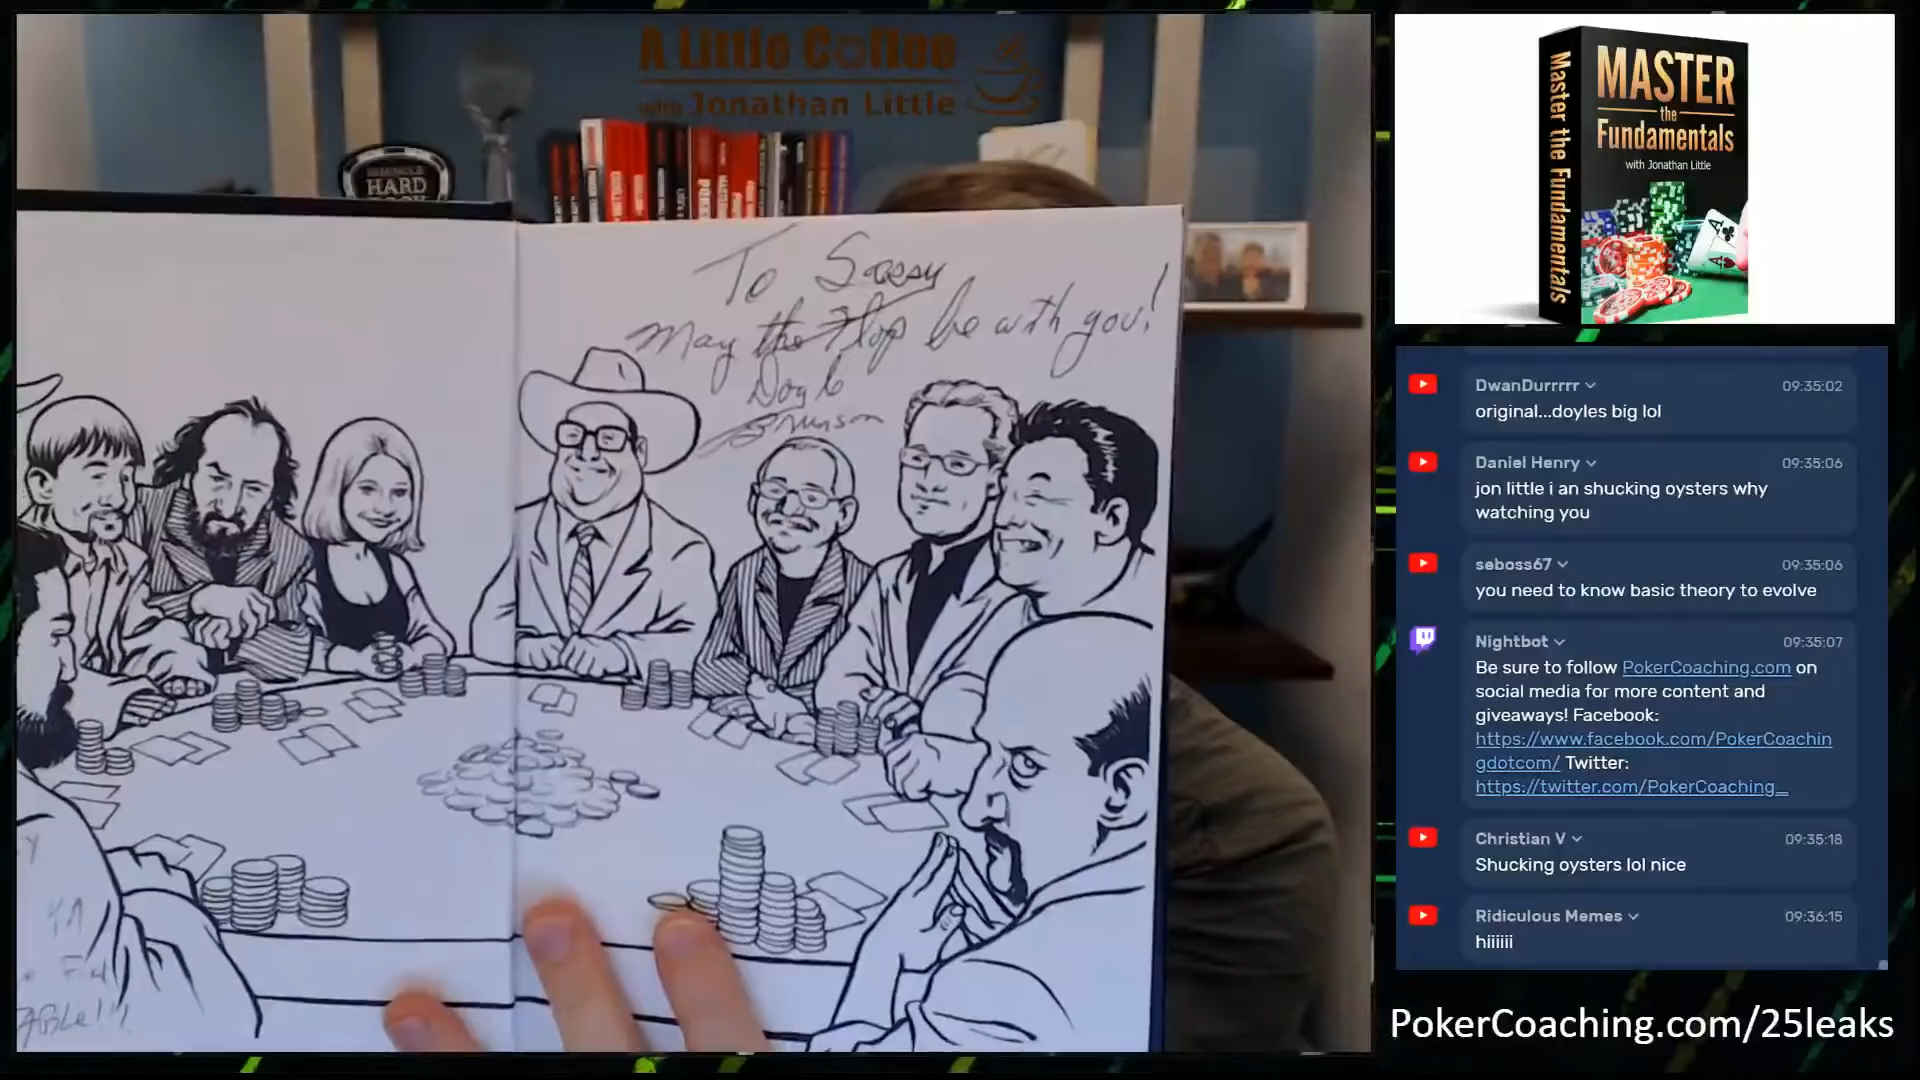 A Little Coffee
with Jonathan Little
HARD
To Sassy
May the Flop be with you!
Doyle
Brunson
ABLe!!!
MASTER
the
Fundamentals
with Jonathan Little
Master the Fundamentals
DwanDurrrrr 09:35:02
original...doyles big lol
Daniel Henry 09:35:06
jon little i an shucking oysters why
watching you
seboss67 09:35:06
you need to know basic theory to evolve
Nightbot 09:35:07
Be sure to follow PokerCoaching.com on
social media for more content and
giveaways! Facebook:
https://www.facebook.com/PokerCoachin
gdotcom/ Twitter:
https://twitter.com/PokerCoaching_
Christian V 09:35:18
Shucking oysters lol nice
Ridiculous Memes 09:36:15
hiiiiii
PokerCoaching.com/25leaks